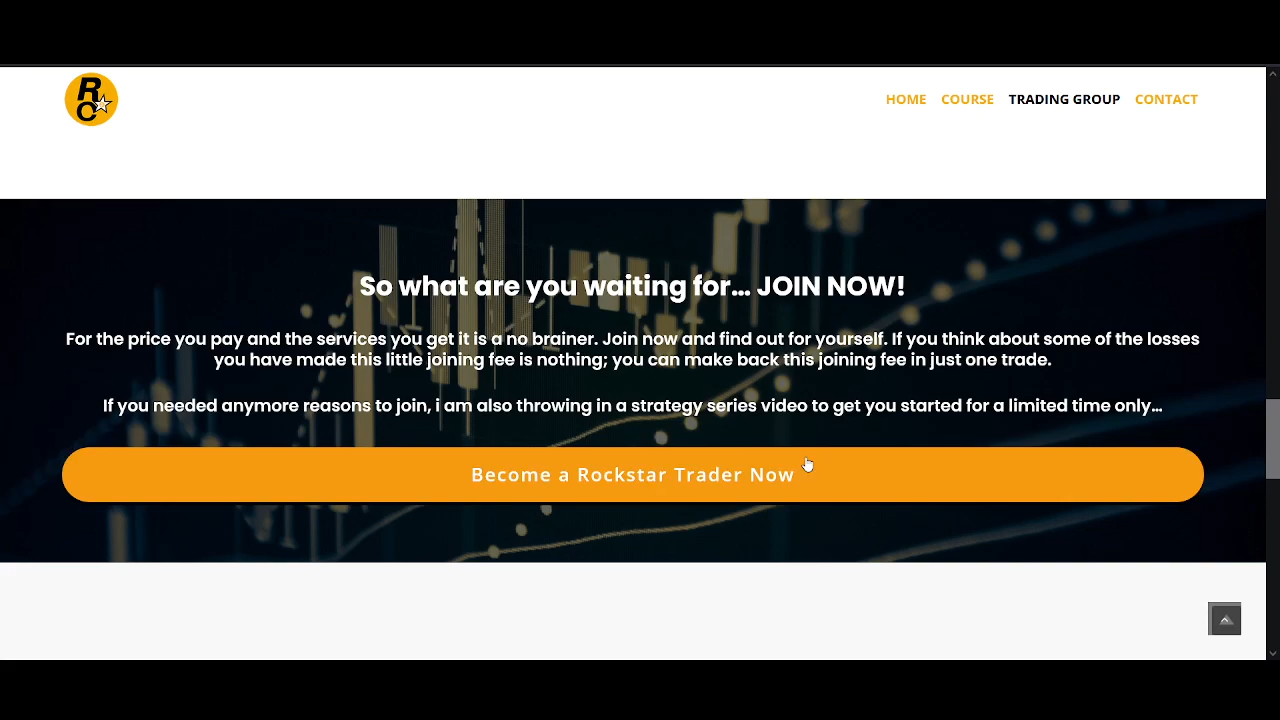 R
C
HOME COURSE TRADING GROUP CONTACT
So what are you waiting for... JOIN NOW!
For the price you pay and the services you get it is a no brainer. Join now and find out for yourself. If you think about some of the losses
you have made this little joining fee is nothing; you can make back this joining fee in just one trade.
If you needed anymore reasons to join, i am also throwing in a strategy series video to get you started for a limited time only...
Become a Rockstar Trader Now